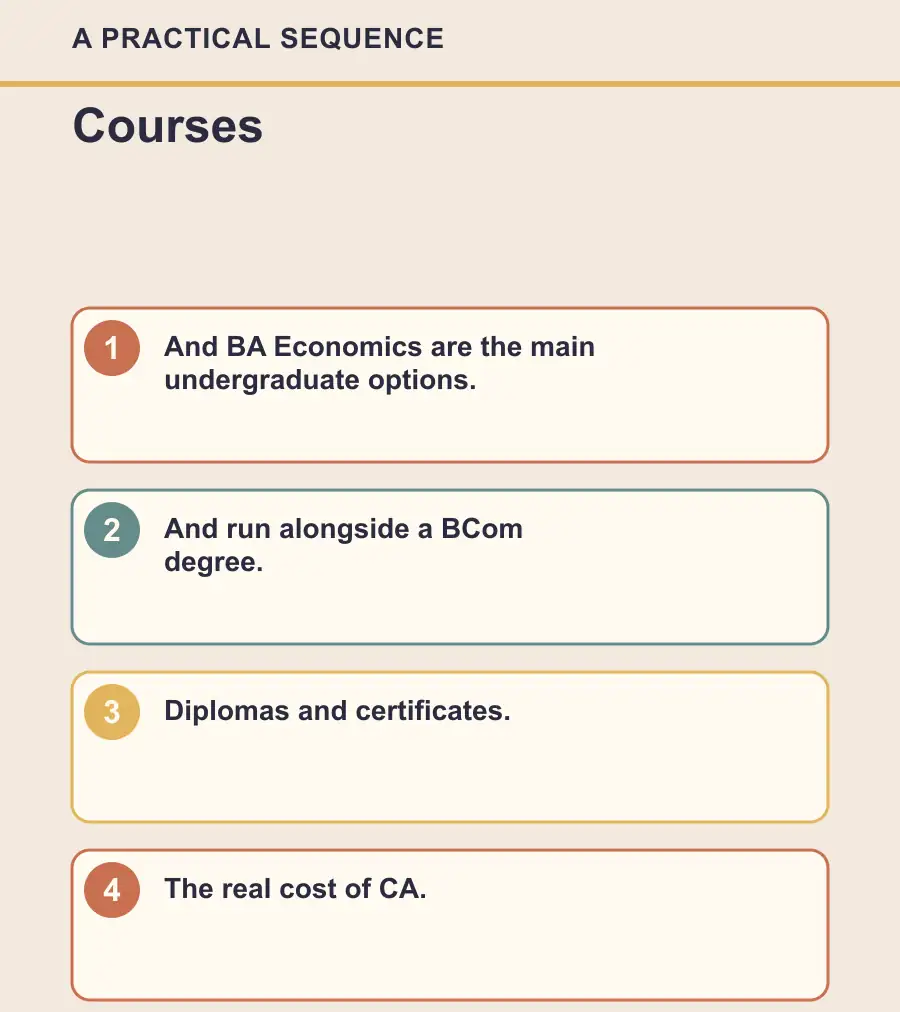 A PRACTICAL SEQUENCE
Courses
1
And BA Economics are the main
undergraduate options.
2
And run alongside a BCom
degree.
3
Diplomas and certificates.
4
The real cost of CA.